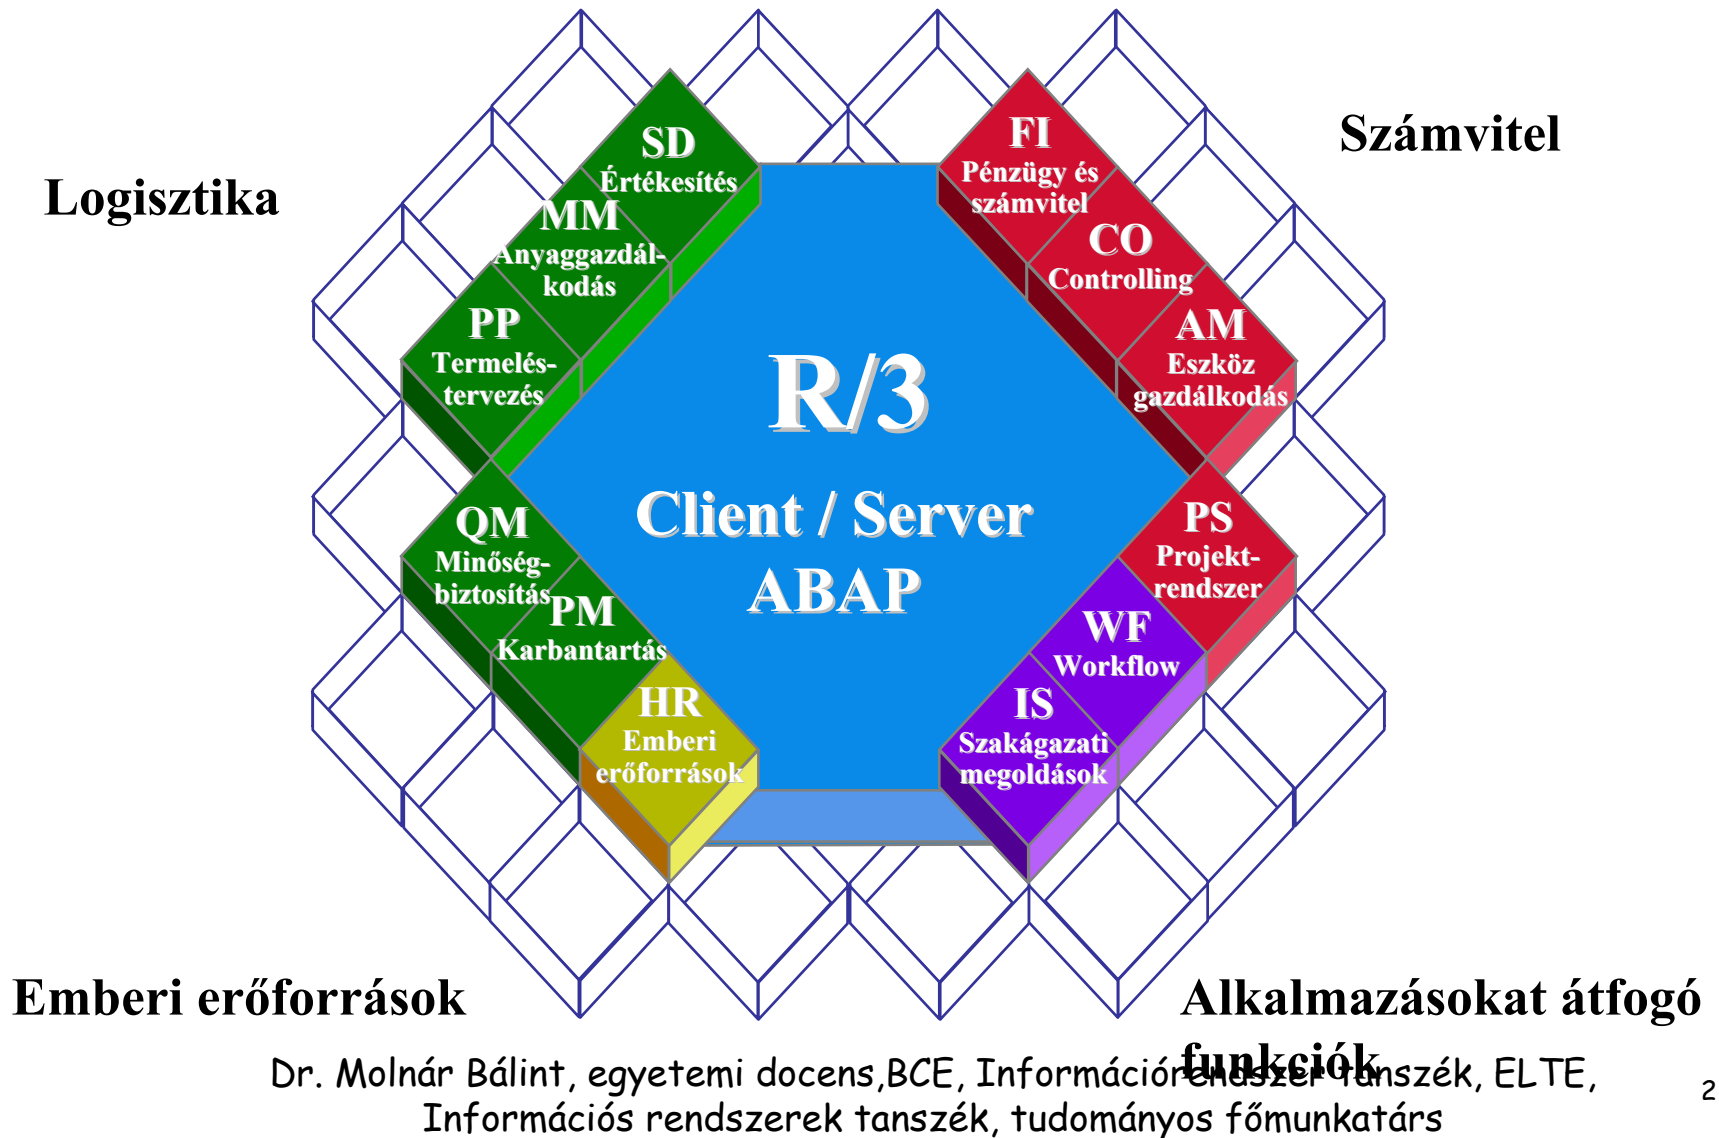 Logisztika
Számvitel
SD
Értékesítés
MM
Anyaggazdál-
kodás
PP
Termelés-
tervezés
FI
Pénzügy és
számvitel
CO
Controlling
AM
Eszköz
gazdálkodás
R/3
Client / Server
ABAP
QM
Minőség-
biztosítás
PM
Karbantartás
HR
Emberi
erőforrások
PS
Projekt-
rendszer
WF
Workflow
IS
Szakágazati
megoldások
Emberi erőforrások
Alkalmazásokat átfogó
funkciók
Dr. Molnár Bálint, egyetemi docens,BCE, Információrendszer tanszék, ELTE,
Információs rendszerek tanszék, tudományos főmunkatárs
2